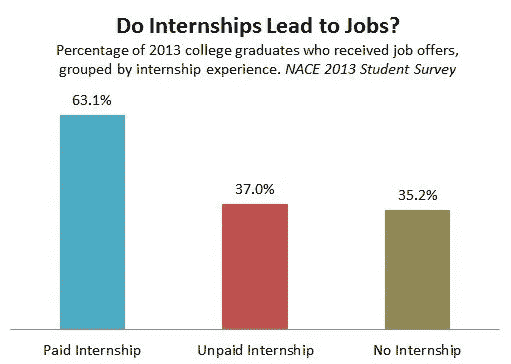 Do Internships Lead to Jobs?
Percentage of 2013 college graduates who received job offers,
grouped by internship experience. NACE 2013 Student Survey
63.1%
37.0%
35.2%
Paid Internship
Unpaid Internship
No Internship